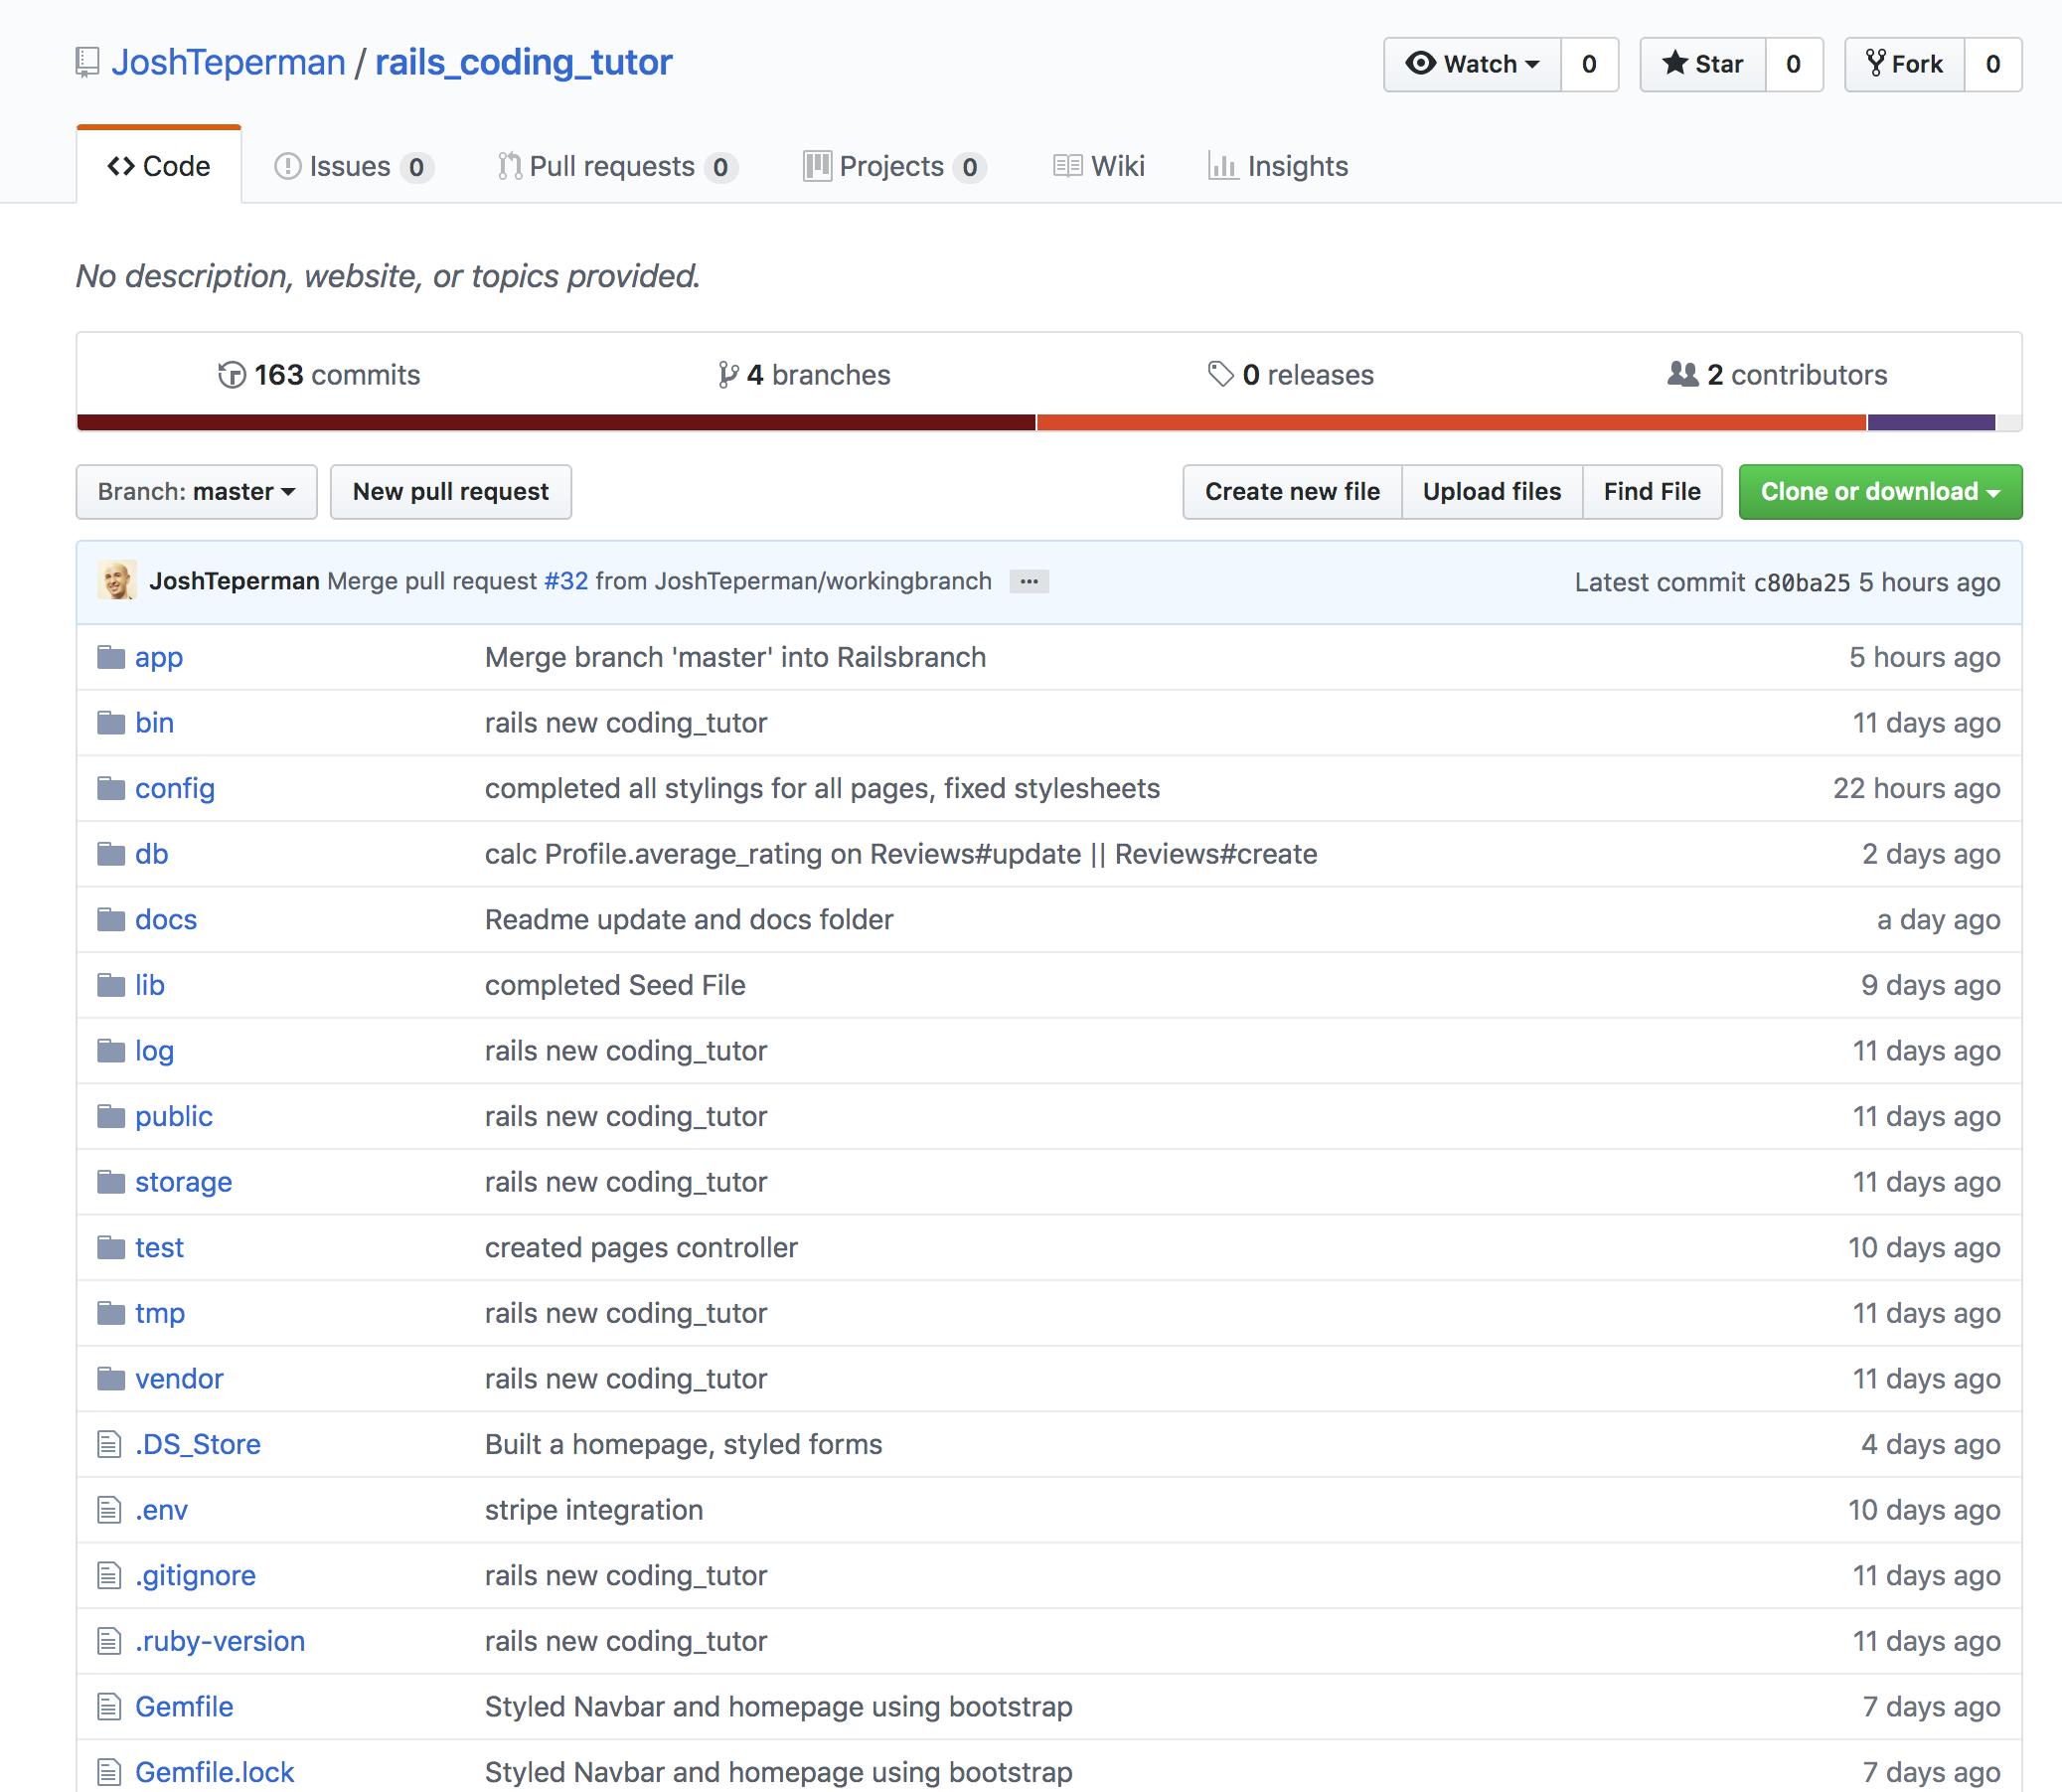 JoshTeperman / rails_coding_tutor
Watch 0 Star 0 Fork 0
Code Issues 0 Pull requests 0 Projects 0 Wiki Insights
No description, website, or topics provided.
163 commits 4 branches 0 releases 2 contributors
Branch: master New pull request Create new file Upload files Find File Clone or download
JoshTeperman Merge pull request #32 from JoshTeperman/workingbranch ... Latest commit c80ba25 5 hours ago
app Merge branch 'master' into Railsbranch 5 hours ago
bin rails new coding_tutor 11 days ago
config completed all stylings for all pages, fixed stylesheets 22 hours ago
db calc Profile.average_rating on Reviews#update || Reviews#create 2 days ago
docs Readme update and docs folder a day ago
lib completed Seed File 9 days ago
log rails new coding_tutor 11 days ago
public rails new coding_tutor 11 days ago
storage rails new coding_tutor 11 days ago
test created pages controller 10 days ago
tmp rails new coding_tutor 11 days ago
vendor rails new coding_tutor 11 days ago
.DS_Store Built a homepage, styled forms 4 days ago
.env stripe integration 10 days ago
.gitignore rails new coding_tutor 11 days ago
.ruby-version rails new coding_tutor 11 days ago
Gemfile Styled Navbar and homepage using bootstrap 7 days ago
Gemfile.lock Styled Navbar and homepage using bootstrap 7 days ago